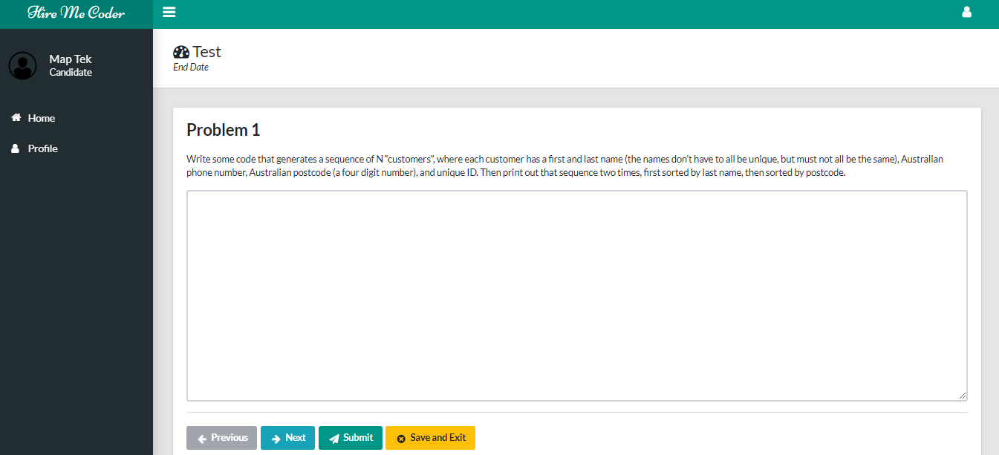 Hire Me Coder
Map Tek
Candidate
Home
Profile
Test
End Date
Problem 1
Write some code that generates a sequence of N “customers”, where each customer has a first and last name (the names don’t have to all be unique, but must not all be the same), Australian
phone number, Australian postcode (a four digit number), and unique ID. Then print out that sequence two times, first sorted by last name, then sorted by postcode.
Previous
Next
Submit
Save and Exit